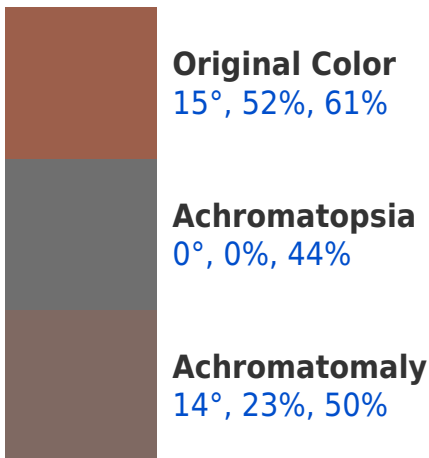 Original Color
15°, 52%, 61%
Achromatopsia
0°, 0%, 44%
Achromatomaly
14°, 23%, 50%